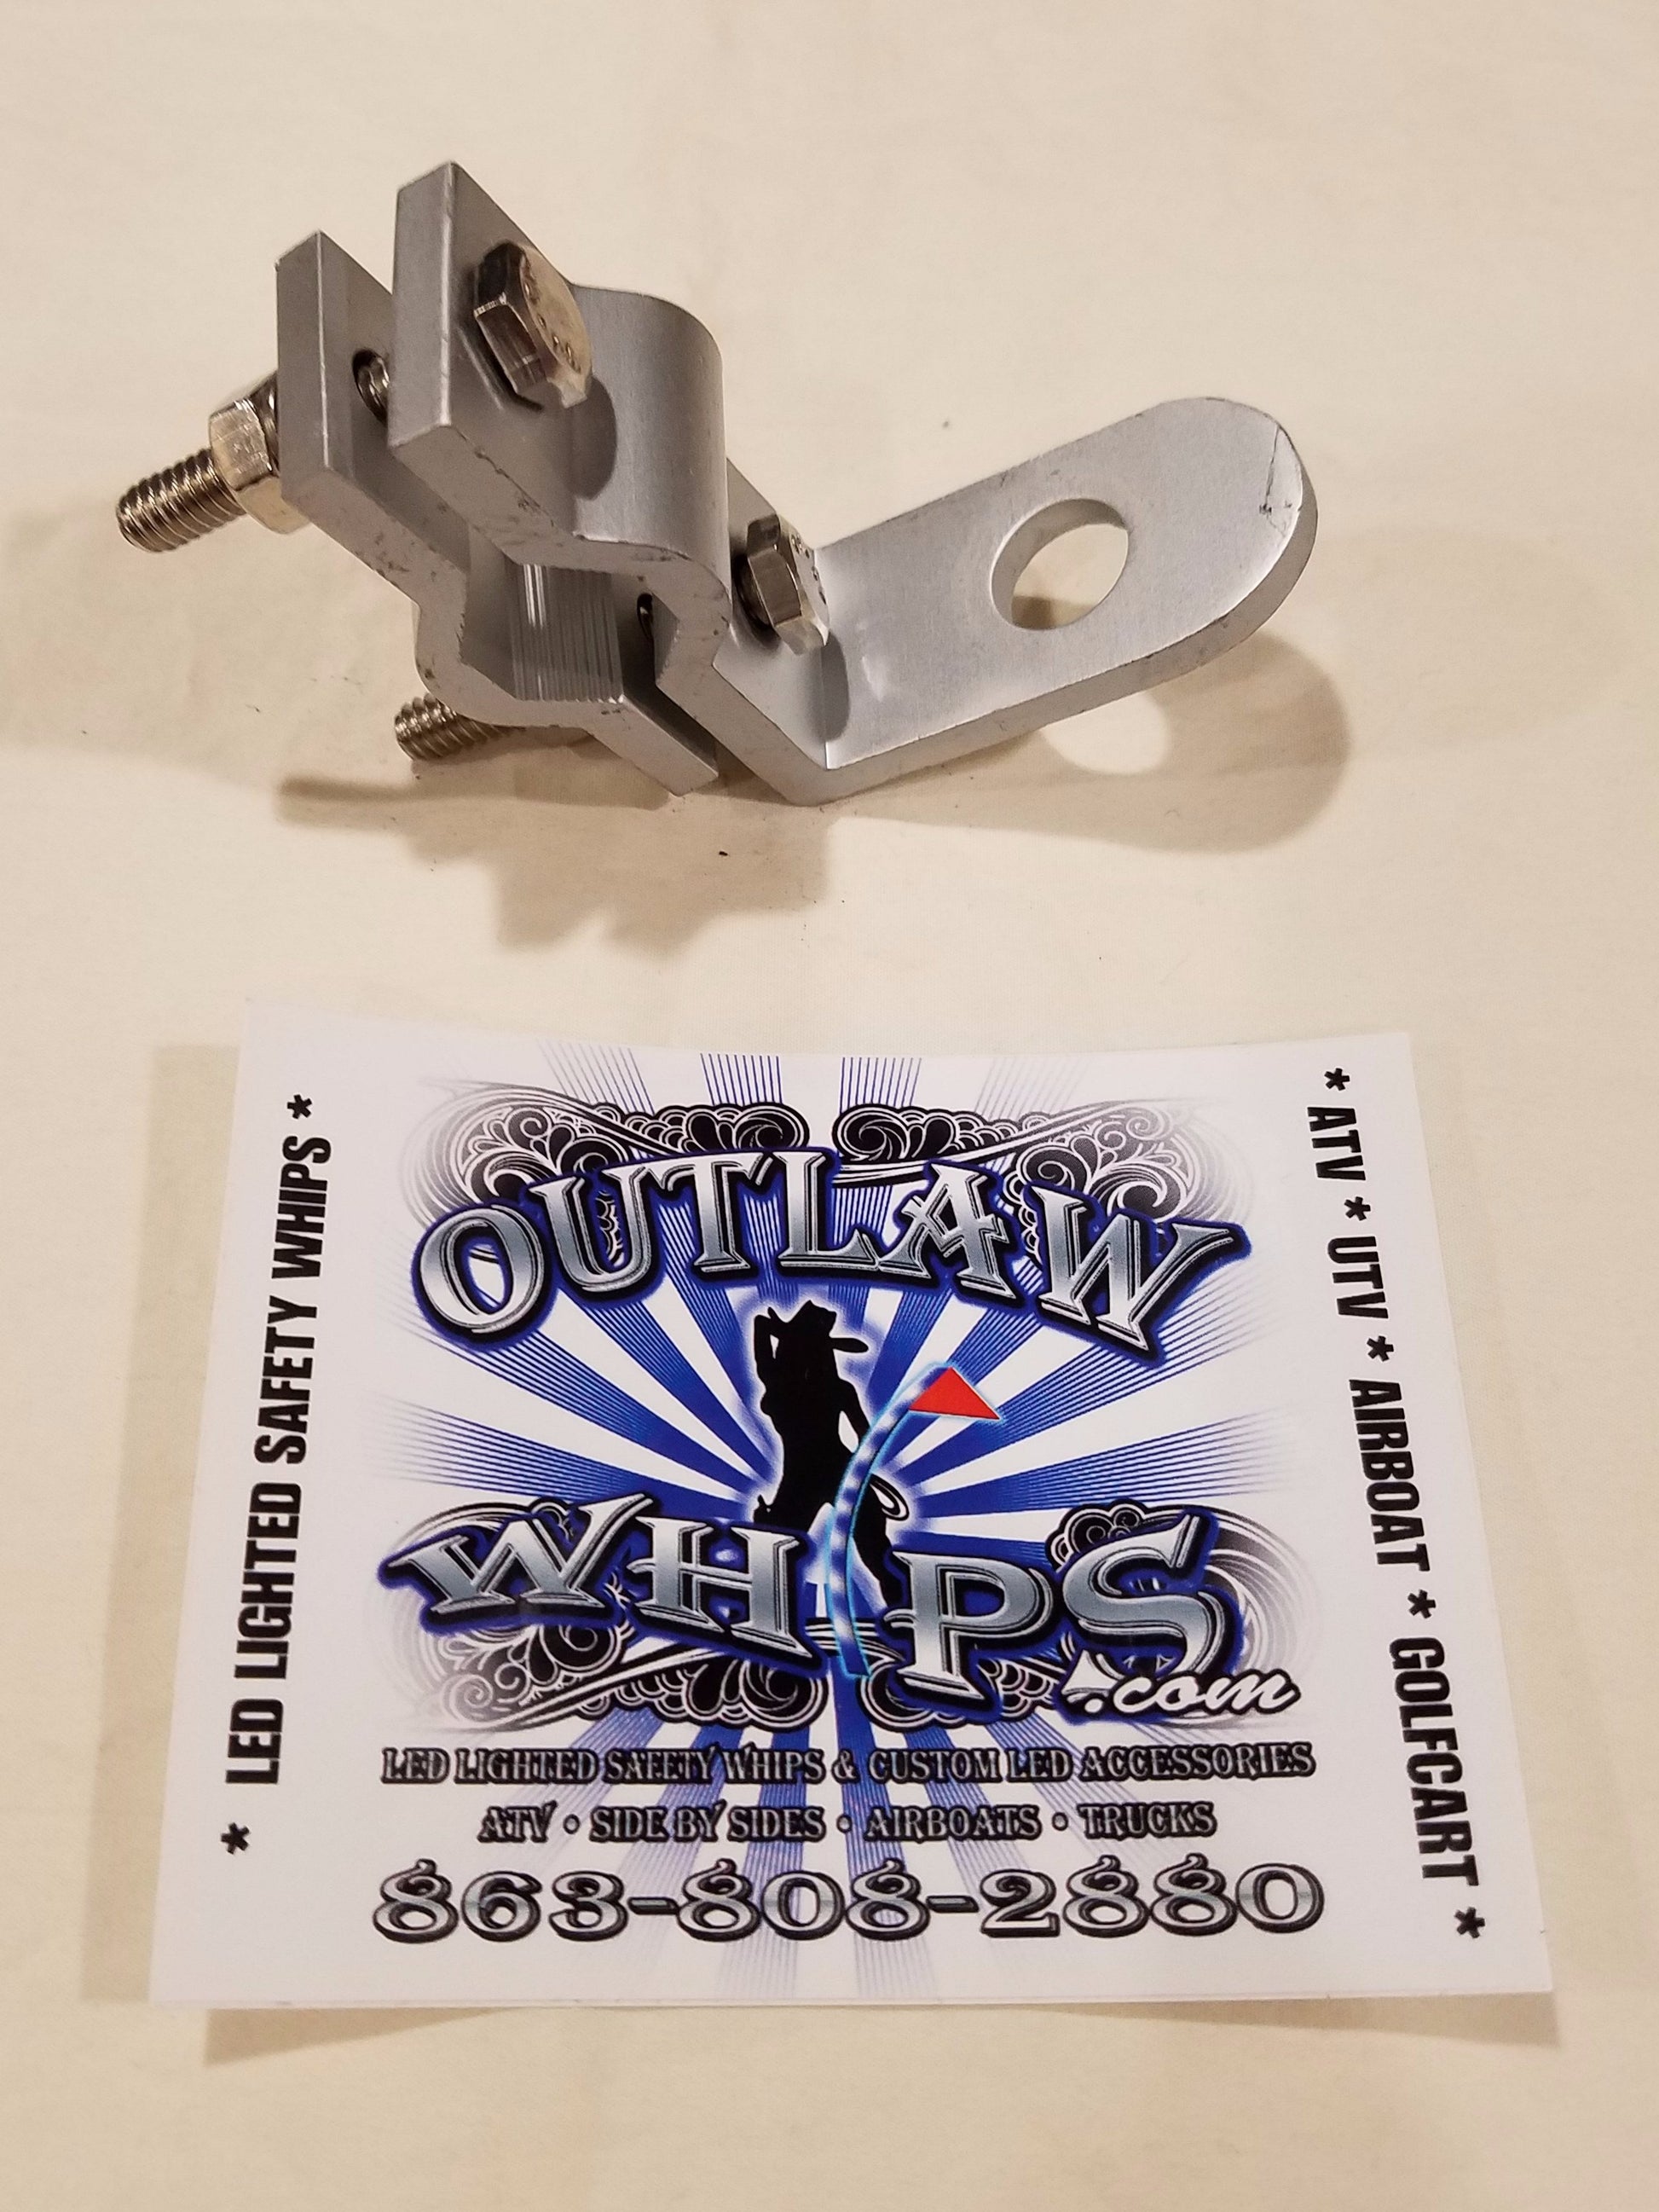 * LED LIGHTED SAFETY WHIPS *
OUTLAW
WHIPS
.com
LED LIGHTED SAFETY WHIPS & CUSTOM LED ACCESSORIES
ATV • SIDE BY SIDES • AIRBOATS • TRUCKS
863-808-2880
* ATV * UTV * AIRBOAT * GOLFCART *